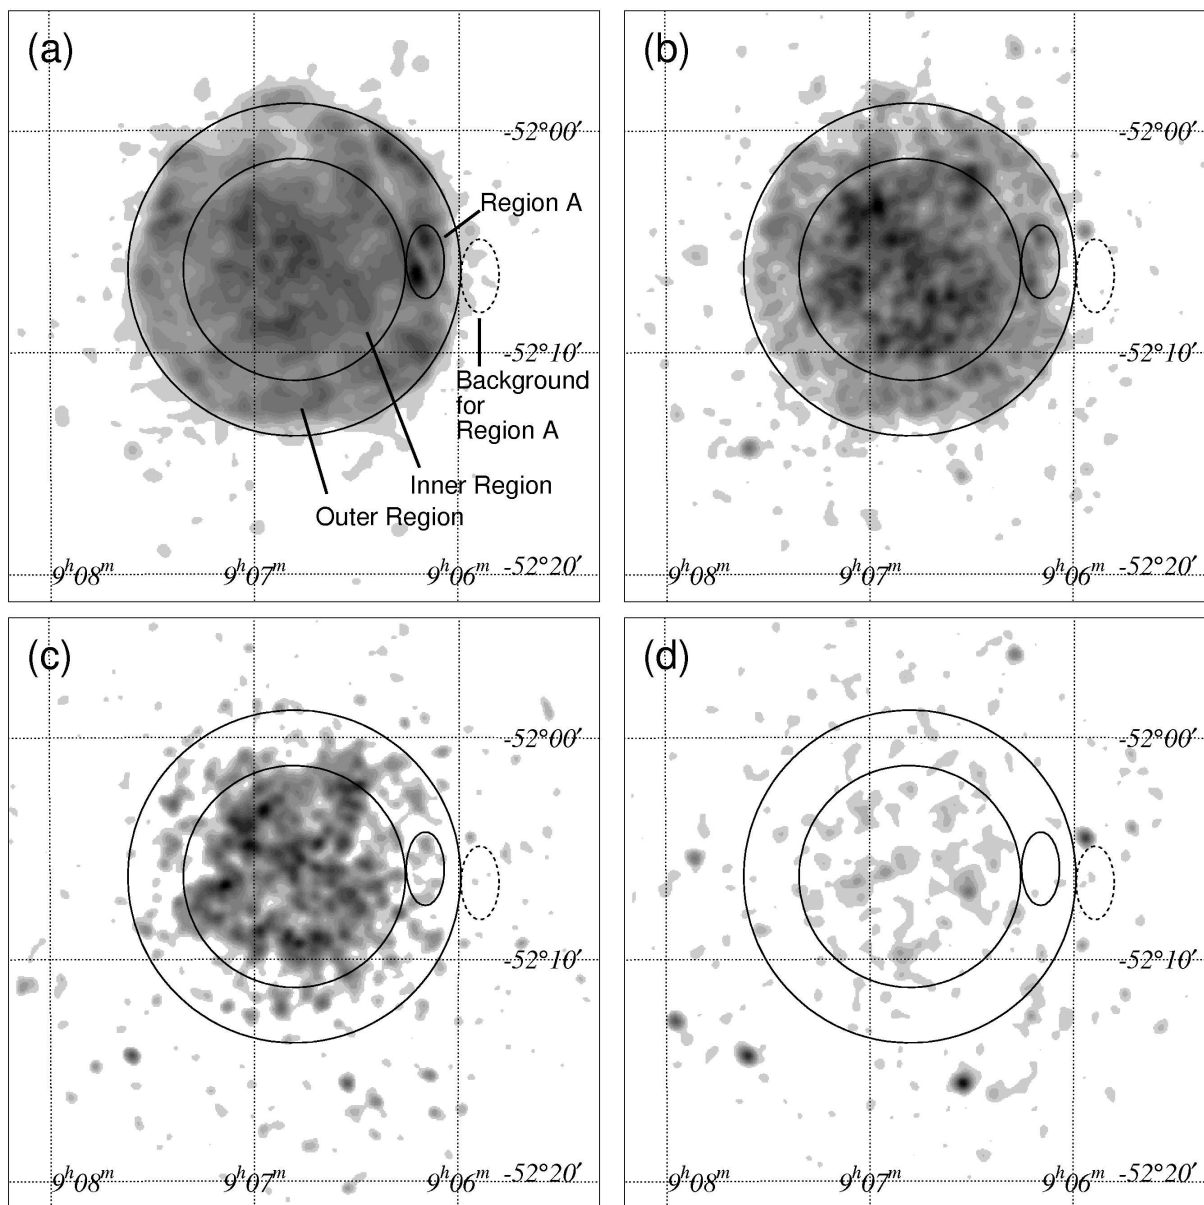 (a)
-52°00′
Region A
-52°10′
Background
for
Region A
Inner Region
Outer Region
-52°20′
9h08m
9h07m
9h06m
(b)
-52°00′
-52°10′
-52°20′
9h08m
9h07m
9h06m
(c)
-52°00′
-52°10′
-52°20′
9h08m
9h07m
9h06m
(d)
-52°00′
-52°10′
-52°20′
9h08m
9h07m
9h06m